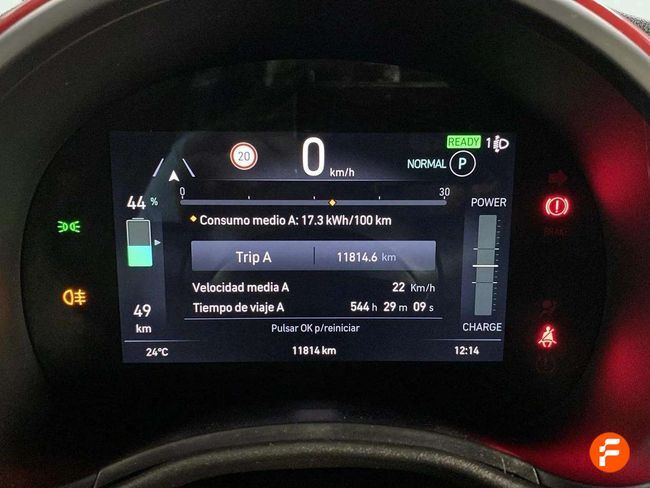 READY 1
20 0 km/h NORMAL P
44 % 0 30 POWER
Consumo medio A: 17.3 kWh/100 km
Trip A 11814.6 km
Velocidad media A 22 Km/h
49 km
Tiempo de viaje A 544 h 29 m 09 s
Pulsar OK p/reiniciar CHARGE
24°C 11814 km 12:14
BRAKE